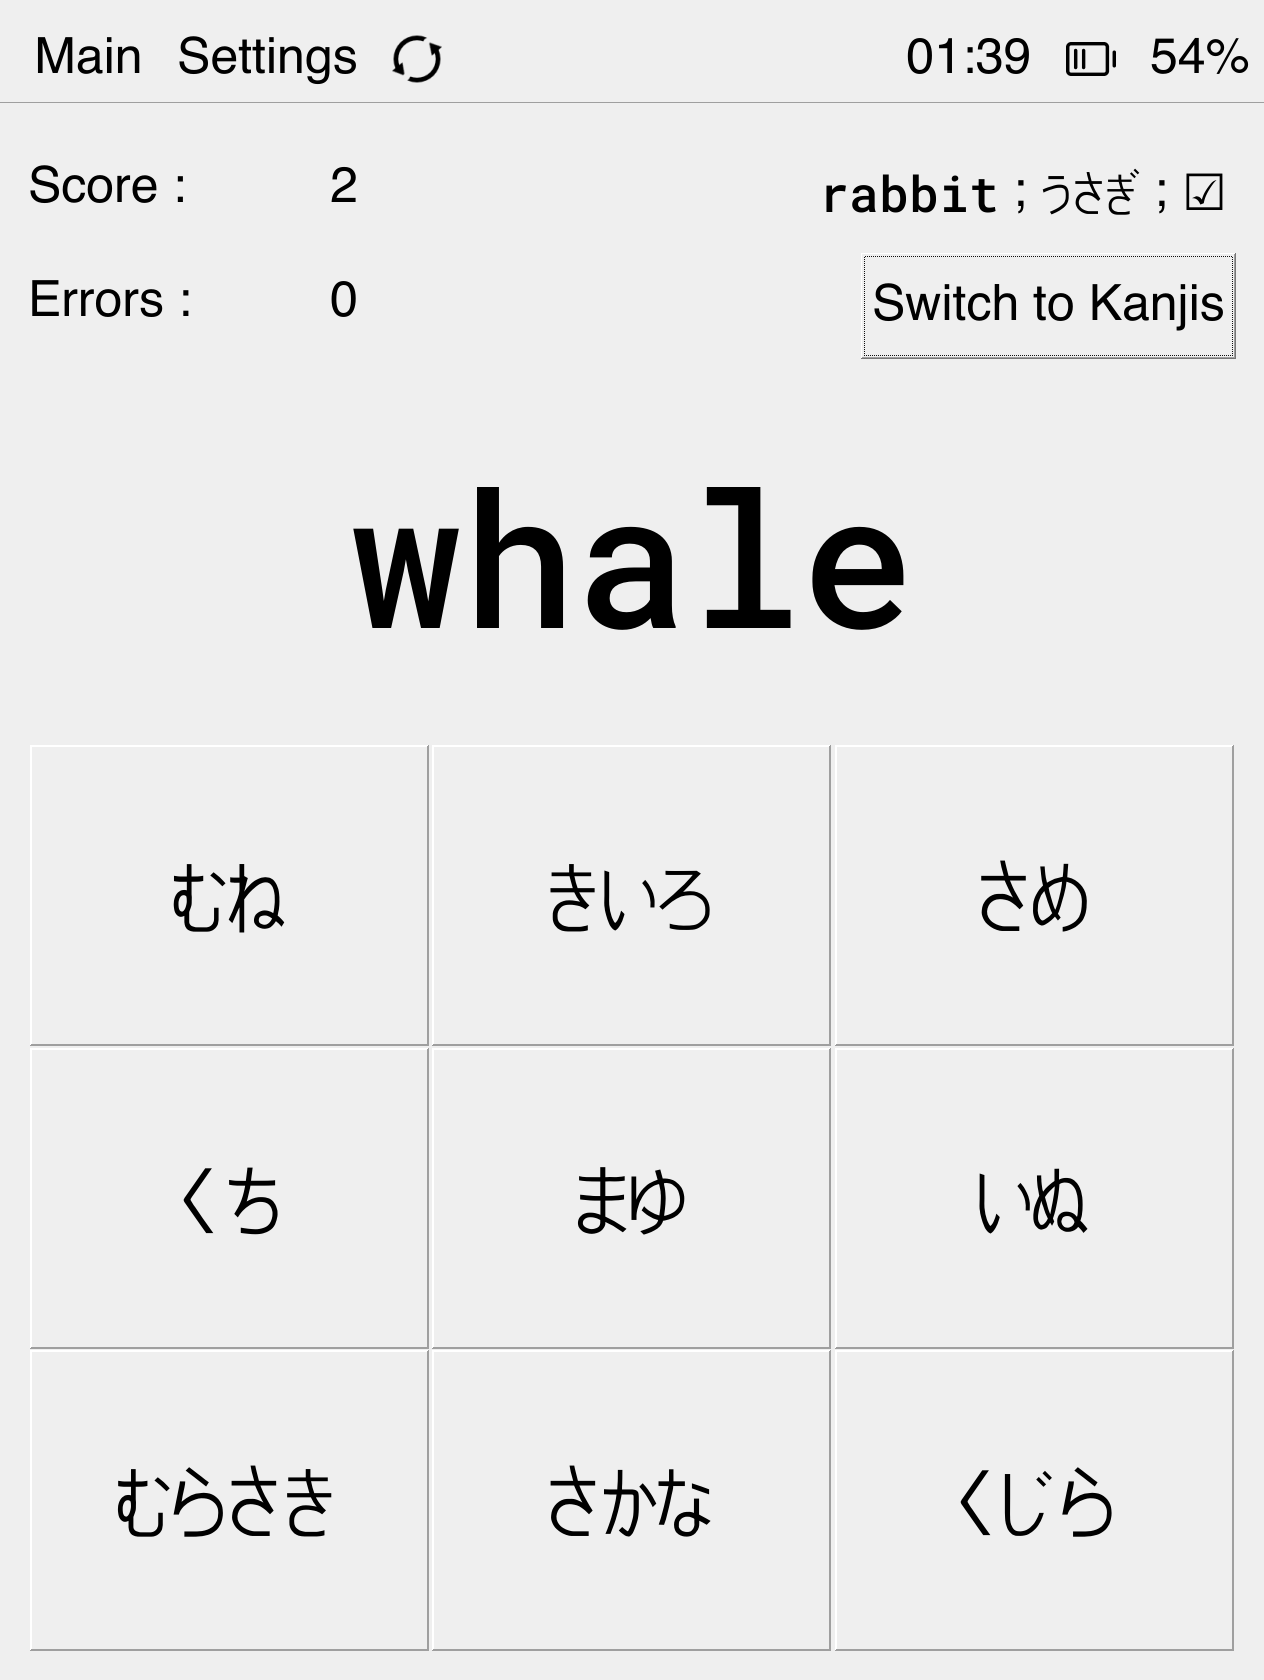 Main Settings 01:39 54%
Score : 2 rabbit ; うさぎ ; ☑
Errors : 0 Switch to Kanjis
whale
むね きいろ さめ
くち まゆ いぬ
むらさき さかな くじら